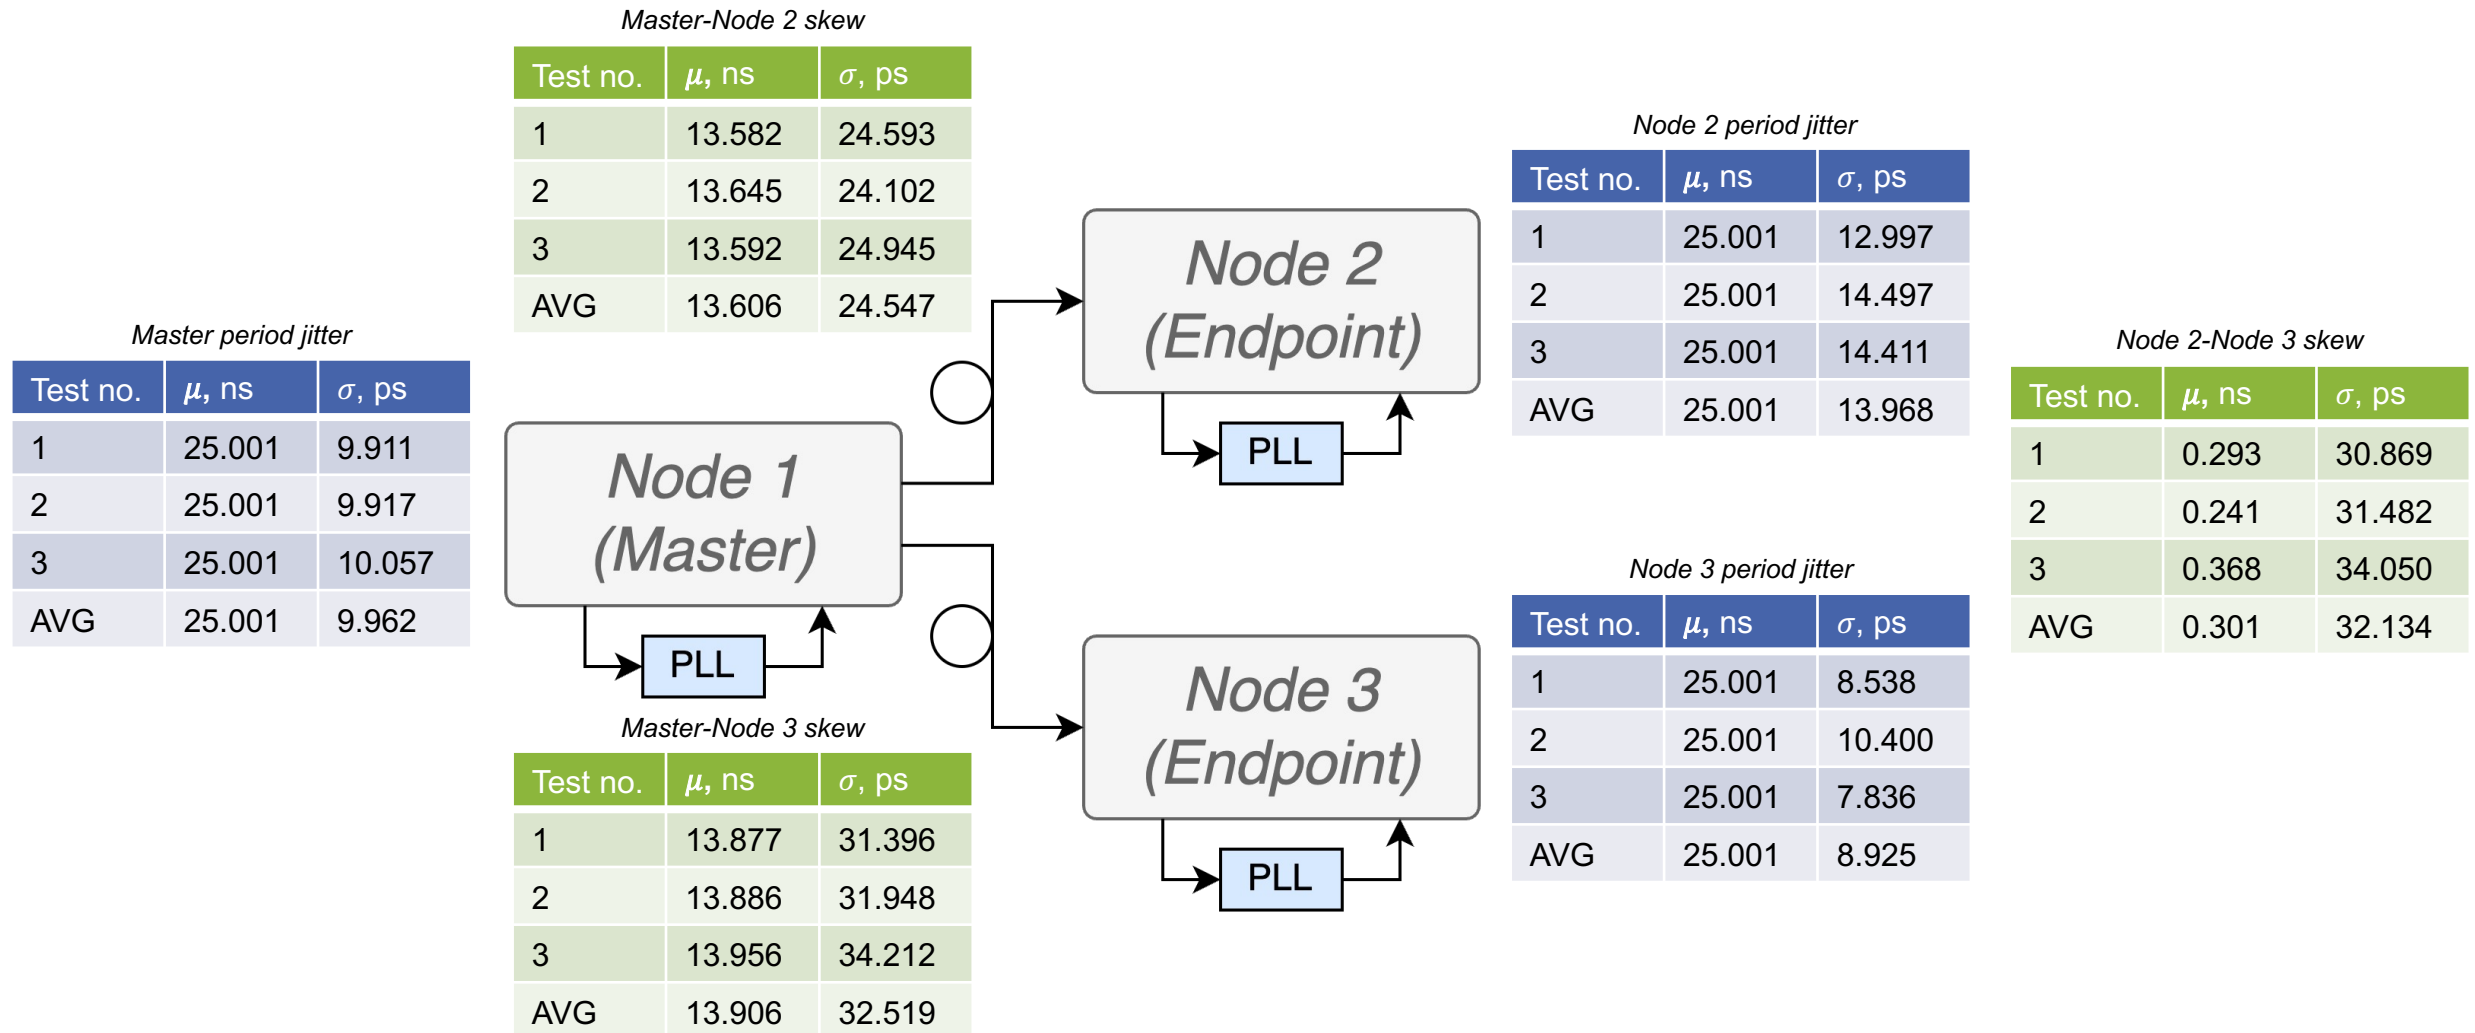 Master-Node 2 skew
Test no. μ, ns σ, ps
1 13.582 24.593
2 13.645 24.102
3 13.592 24.945
AVG 13.606 24.547
Master period jitter
Test no. μ, ns σ, ps
1 25.001 9.911
2 25.001 9.917
3 25.001 10.057
AVG 25.001 9.962
Node 1
(Master)
PLL
Master-Node 3 skew
Test no. μ, ns σ, ps
1 13.877 31.396
2 13.886 31.948
3 13.956 34.212
AVG 13.906 32.519
Node 2
(Endpoint)
PLL
Node 3
(Endpoint)
PLL
Node 2 period jitter
Test no. μ, ns σ, ps
1 25.001 12.997
2 25.001 14.497
3 25.001 14.411
AVG 25.001 13.968
Node 3 period jitter
Test no. μ, ns σ, ps
1 25.001 8.538
2 25.001 10.400
3 25.001 7.836
AVG 25.001 8.925
Node 2-Node 3 skew
Test no. μ, ns σ, ps
1 0.293 30.869
2 0.241 31.482
3 0.368 34.050
AVG 0.301 32.134